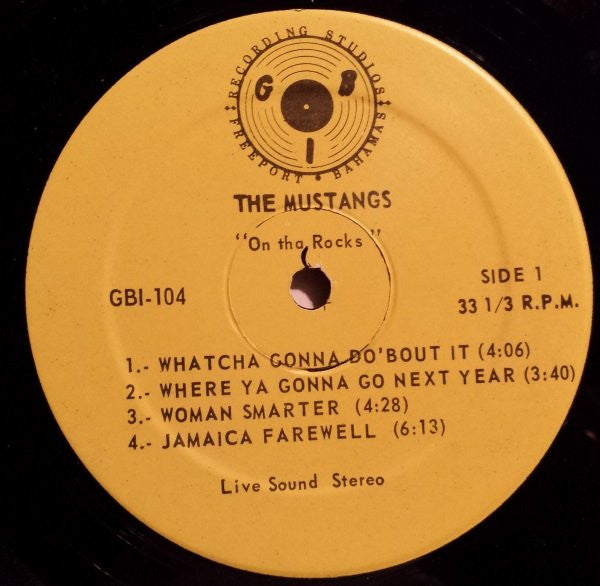 RECORDING STUDIOS
G B
I
FREEPORT • BAHAMAS
THE MUSTANGS
"On tha Rocks"
GBI-104
SIDE 1
33 1/3 R.P.M.
1.- WHATCHA GONNA DO'BOUT IT (4:06)
2.- WHERE YA GONNA GO NEXT YEAR (3:40)
3.- WOMAN SMARTER (4:28)
4.- JAMAICA FAREWELL (6:13)
Live Sound Stereo